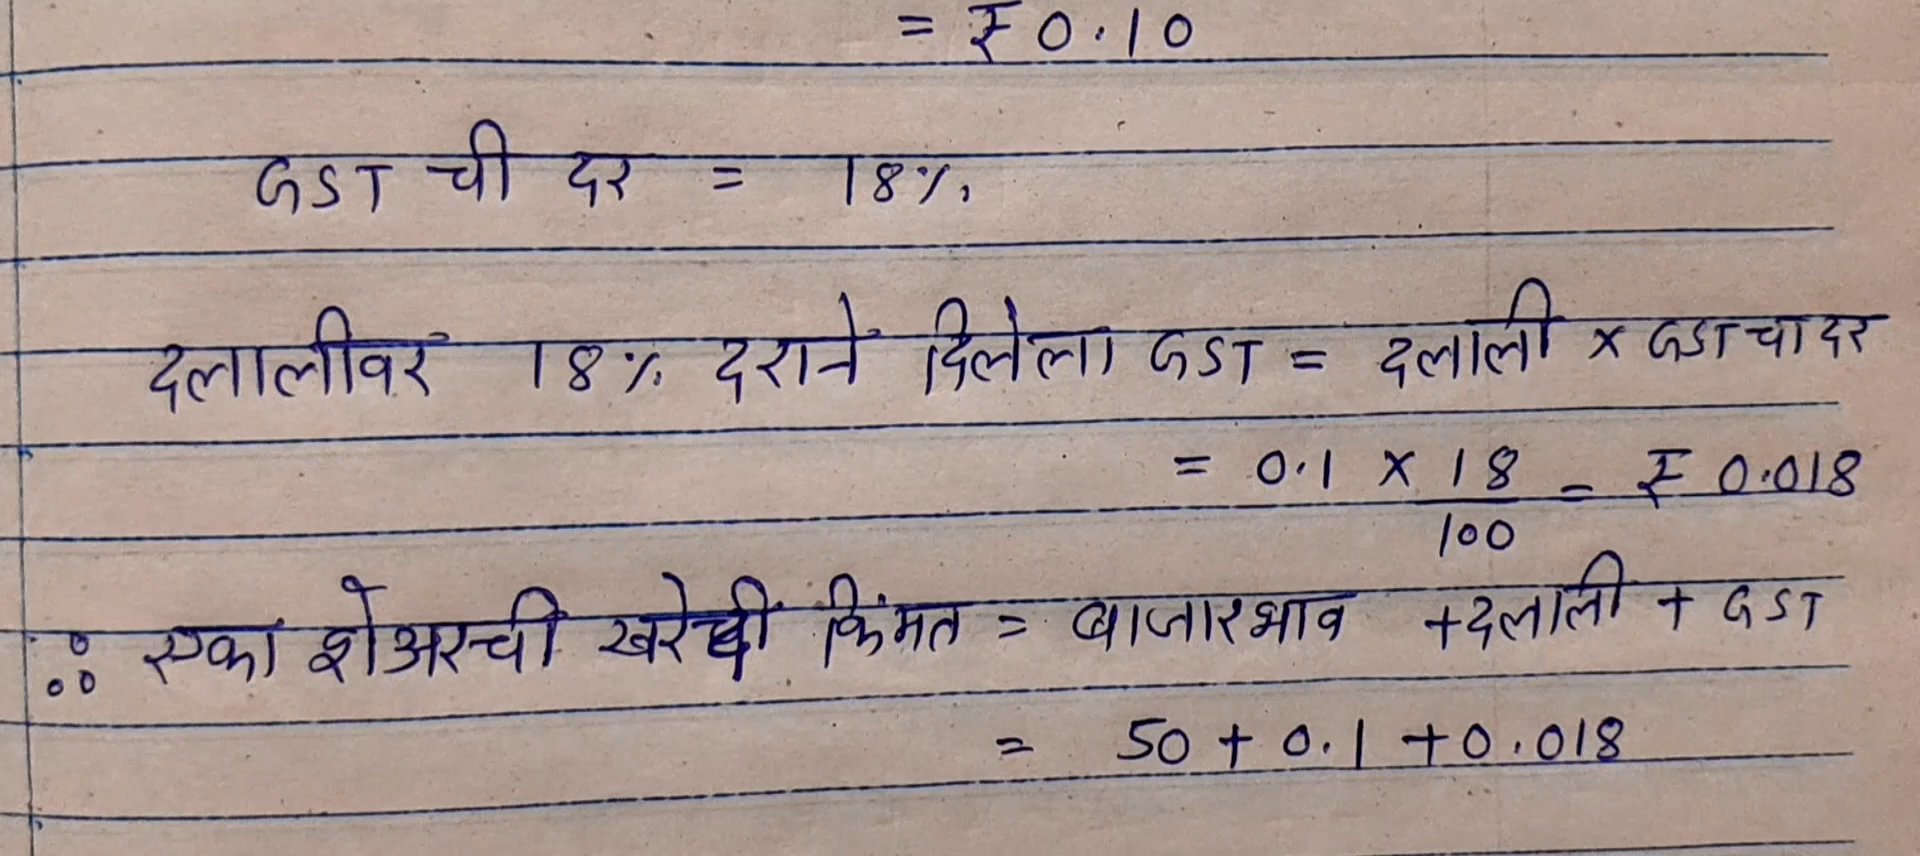 = ₹ 0.10
GST ची दर = 18%
दलालीवर 18% दराने दिलेला GST = दलाली × GST चा दर
= 0.1 × 18/100 = ₹ 0.018
∴ एका शेअरची खरेदी किंमत = बाजारभाव + दलाली + GST
= 50 + 0.1 + 0.018